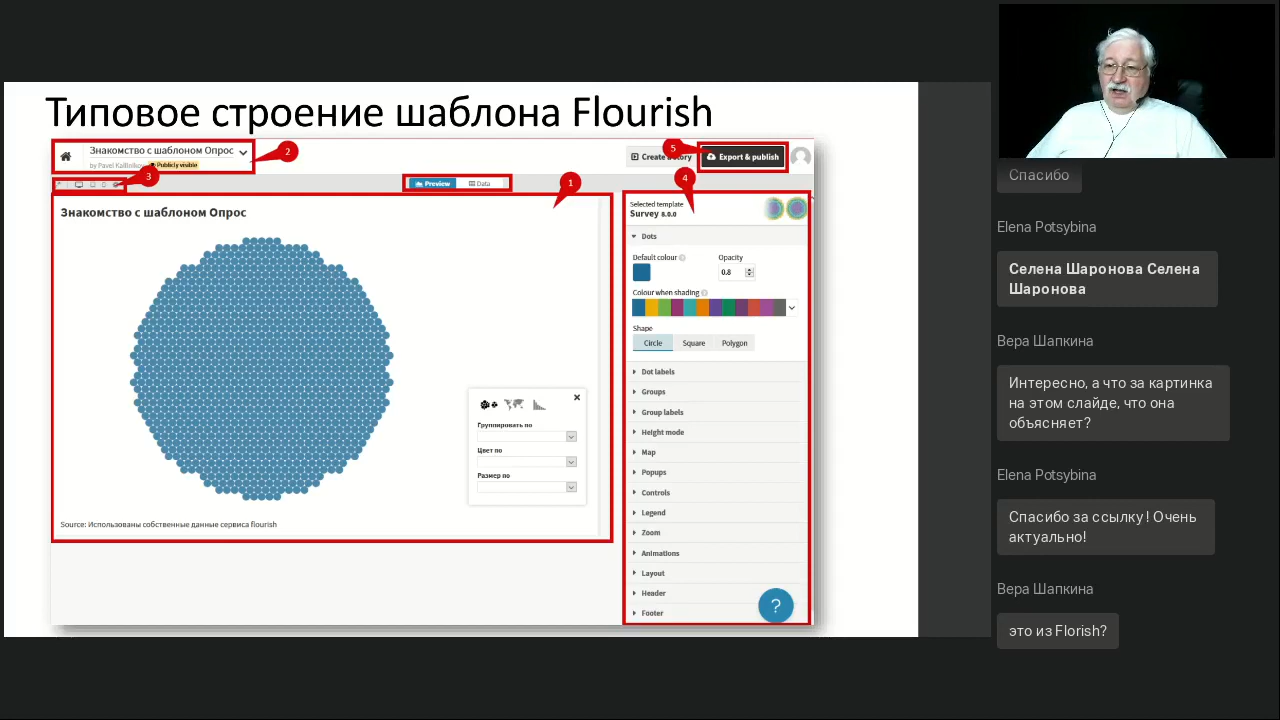 Типовое строение шаблона Flourish
Знакомство с шаблоном Опрос
by Pavel Kallinikov
Publicly visible
2
3
Preview
Data
1
Create a story
5
Export & publish
4
Знакомство с шаблоном Опрос
Группировать по
Цвет по
Размер по
Source: Использованы собственные данные сервиса flourish
Selected template
Survey 8.0.0
Dots
Default colour
Opacity
0.8
Colour when shading
Shape
Circle
Square
Polygon
Dot labels
Groups
Group labels
Height mode
Map
Popups
Controls
Legend
Zoom
Animations
Layout
Header
Footer
?
Спасибо
Elena Potsybina
Селена Шаронова Селена
Шаронова
Вера Шапкина
Интересно, а что за картинка
на этом слайде, что она
объясняет?
Elena Potsybina
Спасибо за ссылку! Очень
актуально!
Вера Шапкина
это из Florish?